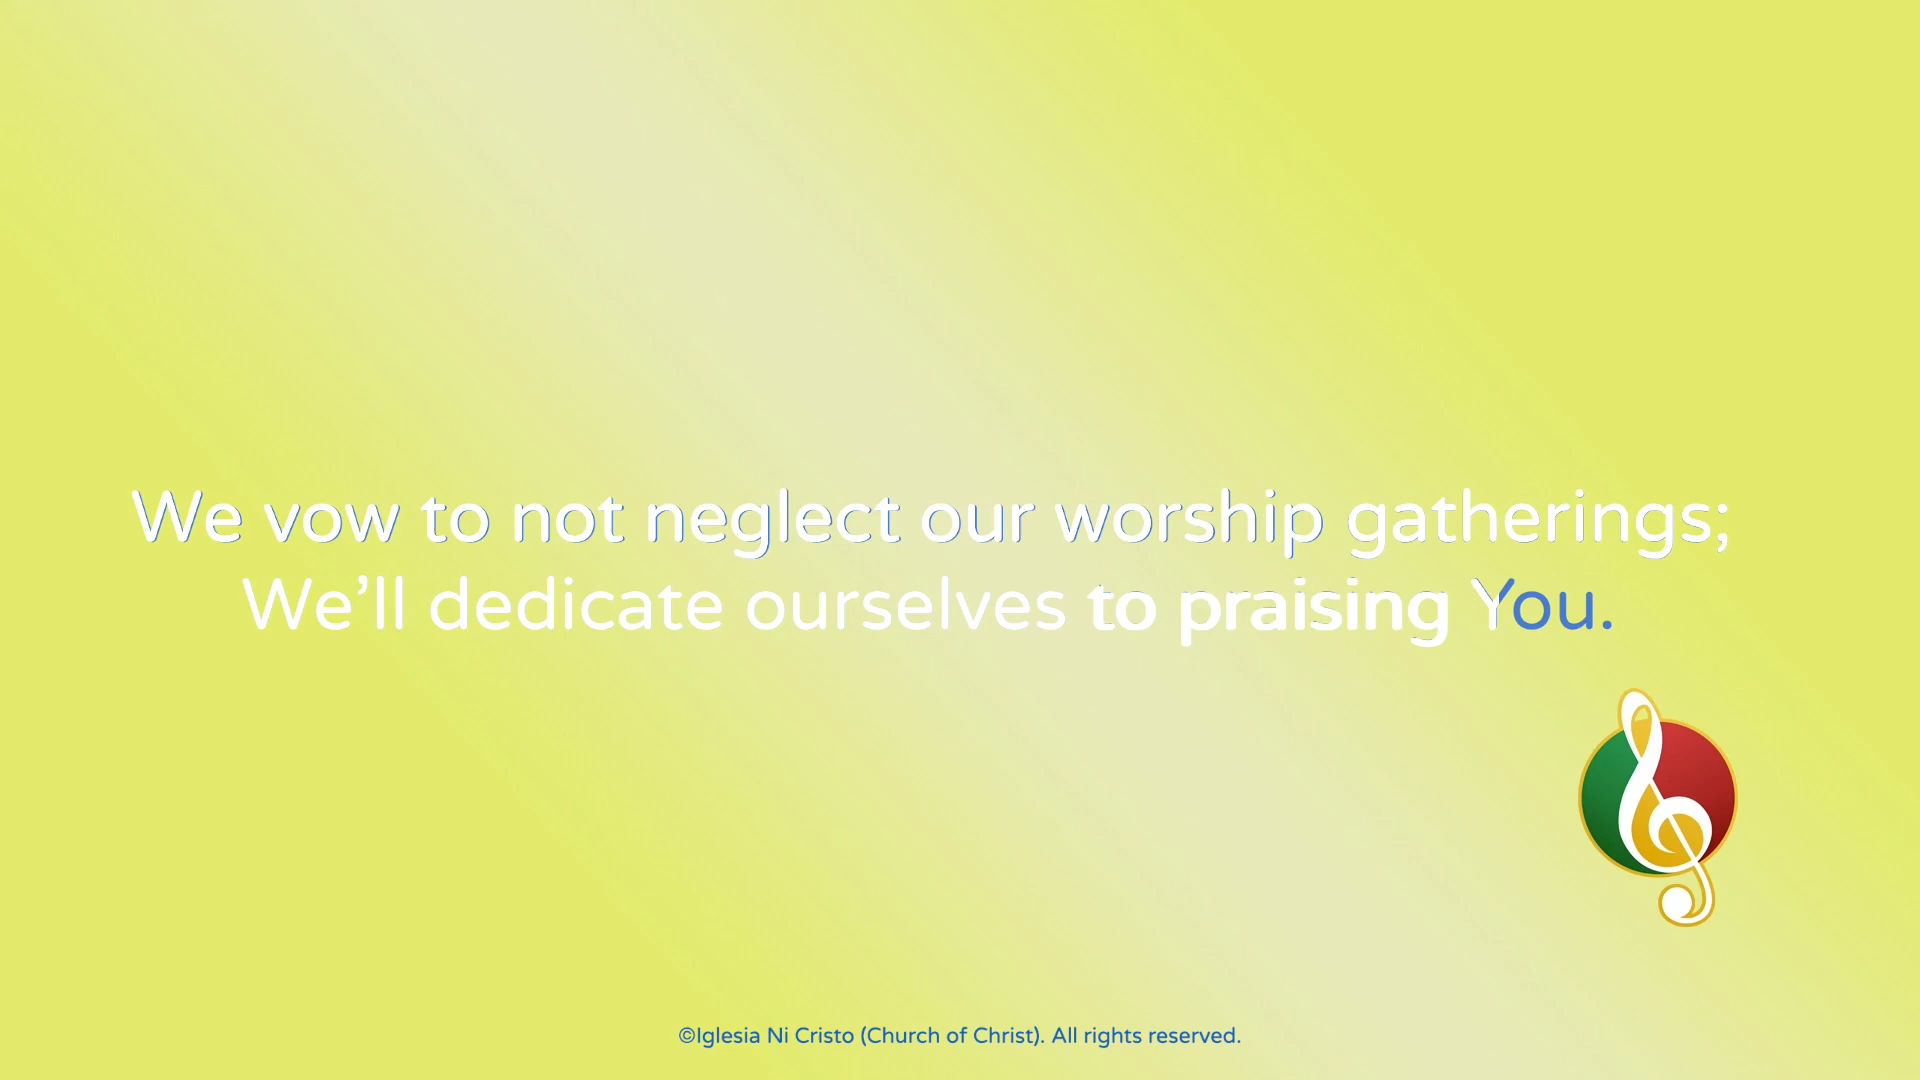 We vow to not neglect our worship gatherings;
We’ll dedicate ourselves to praising You.
©Iglesia Ni Cristo (Church of Christ). All rights reserved.